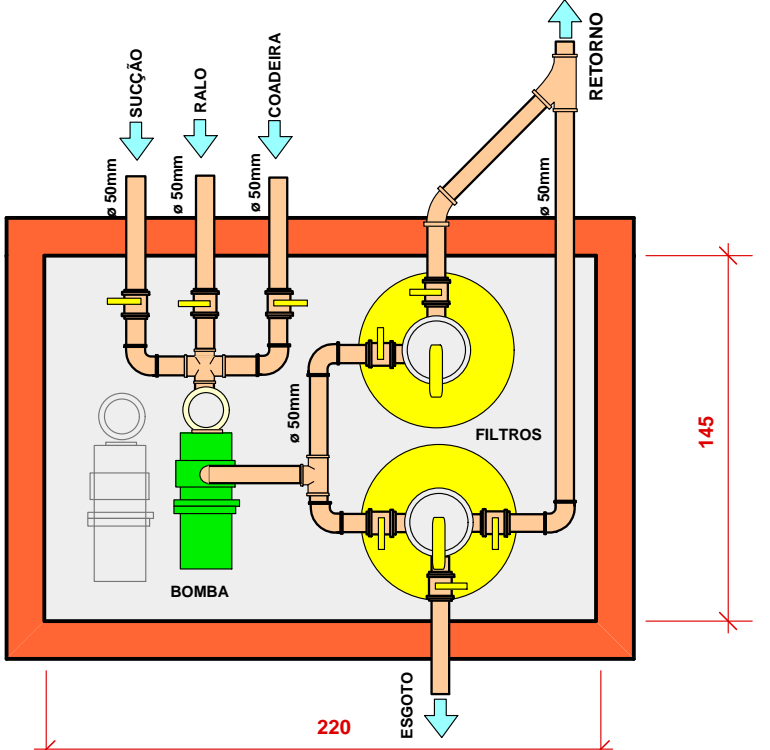 SUCÇÃO
RALO
COADEIRA
RETORNO
ø 50mm
ø 50mm
ø 50mm
ø 50mm
ø 50mm
FILTROS
145
BOMBA
ESGOTO
220